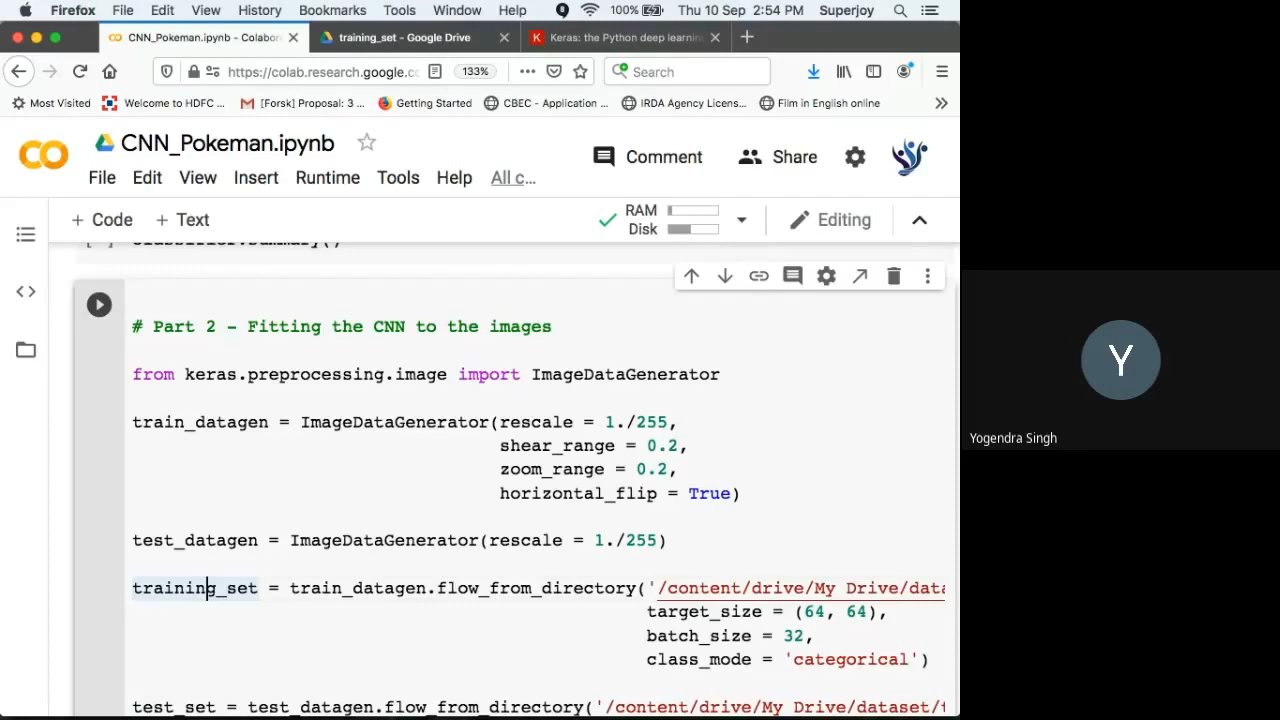 Firefox File Edit View History Bookmarks Tools Window Help 100% Thu 10 Sep 2:54 PM Superjoy
CNN_Pokeman.ipynb - Colabor training_set - Google Drive K Keras: the Python deep learnin
https://colab.research.google.co 133% Search
Most Visited Welcome to HDFC ... [Forsk] Proposal: 3 ... Getting Started CBEC - Application ... IRDA Agency Licens... Film in English online
CNN_Pokeman.ipynb
Comment Share
File Edit View Insert Runtime Tools Help All c...
+ Code + Text RAM Disk Editing
classifier.summary()
# Part 2 - Fitting the CNN to the images
from keras.preprocessing.image import ImageDataGenerator
train_datagen = ImageDataGenerator(rescale = 1./255,
shear_range = 0.2,
zoom_range = 0.2,
horizontal_flip = True)
test_datagen = ImageDataGenerator(rescale = 1./255)
training_set = train_datagen.flow_from_directory('/content/drive/My Drive/data
target_size = (64, 64),
batch_size = 32,
class_mode = 'categorical')
test_set = test_datagen.flow_from_directory('/content/drive/My Drive/dataset/t
Y
Yogendra Singh